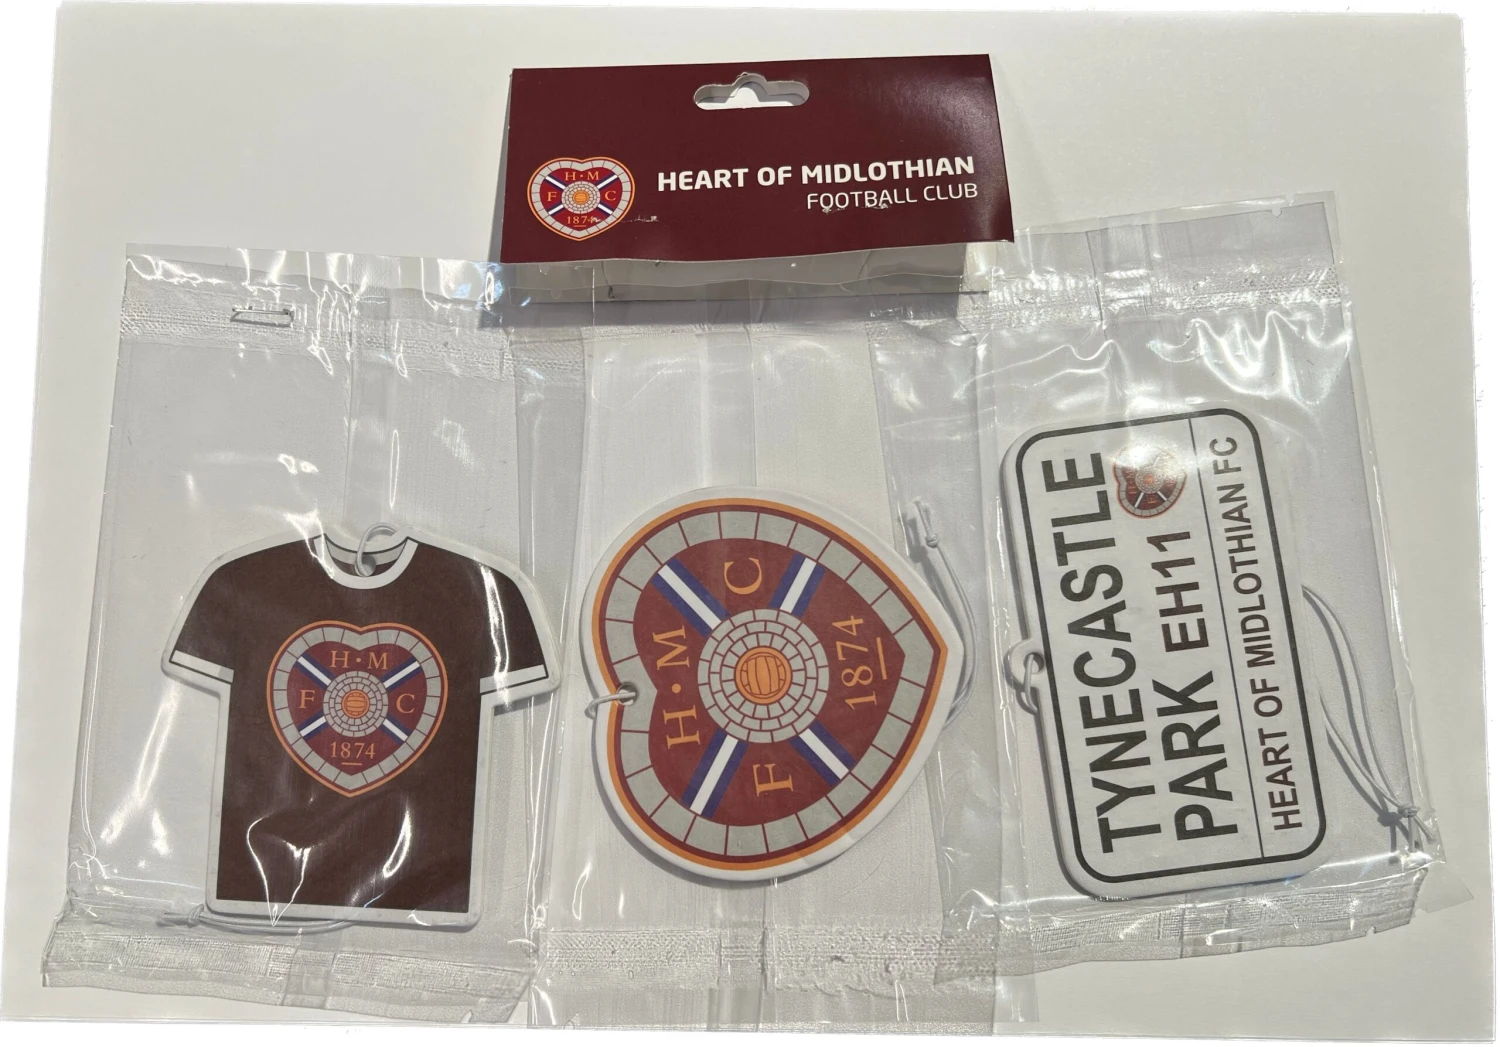 H·M
F C
1874
HEART OF MIDLOTHIAN
FOOTBALL CLUB
H·M
F C
1874
H·M
F C
1874
TYNECASTLE
PARK EH11
H·M
F
HEART OF MIDLOTHIAN FC